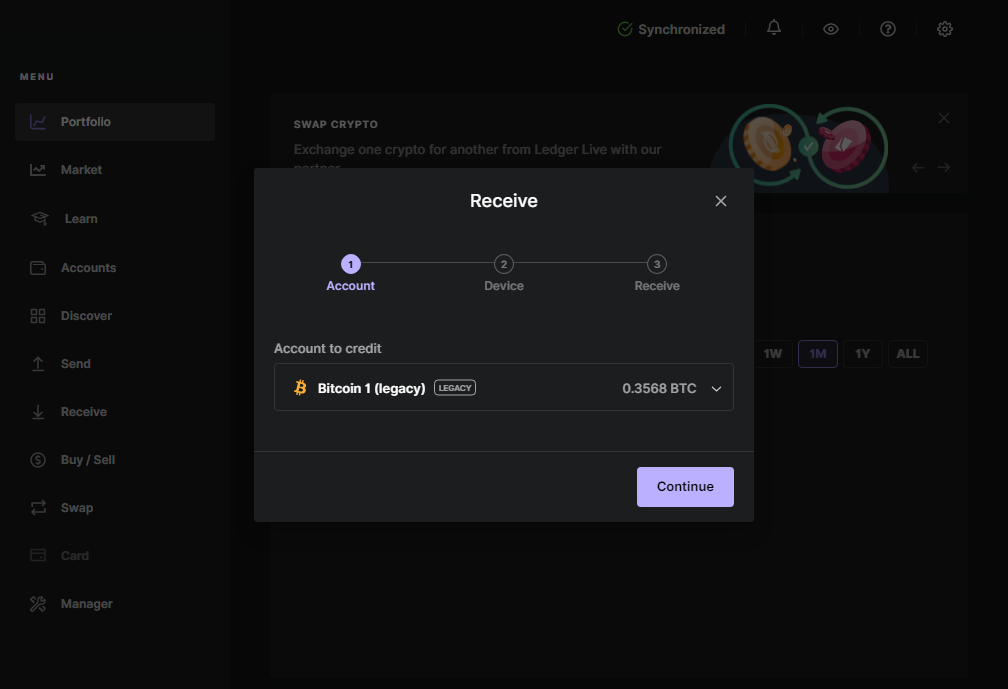 Synchronized
MENU
Portfolio
Market
Learn
Accounts
Discover
Send
Receive
Buy / Sell
Swap
Card
Manager
SWAP CRYPTO
Exchange one crypto for another from Ledger Live with our
partner
Receive
1
2
3
Account
Device
Receive
Account to credit
Bitcoin 1 (legacy) LEGACY 0.3568 BTC
Continue
1W 1M 1Y ALL